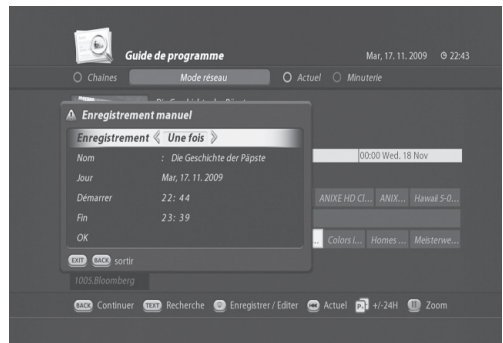 Guide de programme
Mar, 17. 11. 2009 22:43
Chaînes Mode réseau Actuel Minuterie
Enregistrement manuel
Enregistrement Une fois
Nom : Die Geschichte der Päpste
Jour Mar, 17. 11. 2009
00:00 Wed. 18 Nov
Démarrer 22: 44
ANIXE HD Cl... ANIX... Hawaii 5-0...
Fin 23: 39
OK
... Colors i... Homes ... Meisterwe...
EXIT BACK sortir
1005.Bloomberg
BACK Continuer TEXT Recherche Enregistrer / Editer Actuel +/-24H Zoom